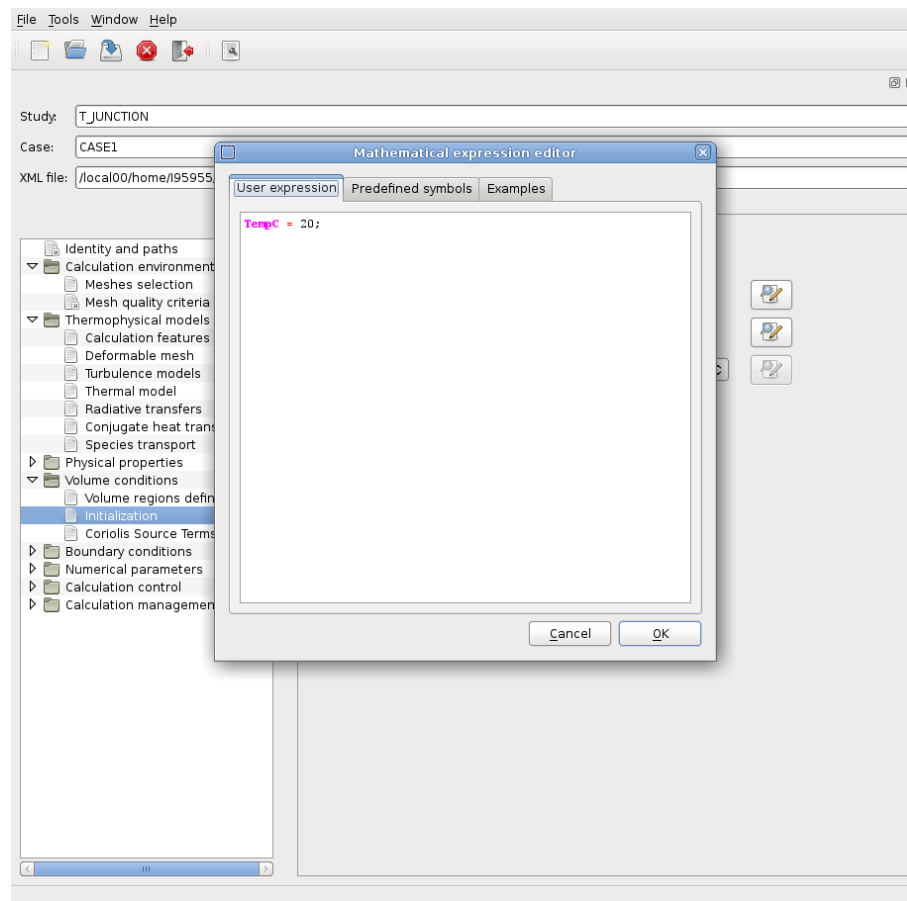 File Tools Window Help
Study: T_JUNCTION
Case: CASE1
XML file: /local00/home/I95955/
Mathematical expression editor
User expression Predefined symbols Examples
TempC = 20;
Cancel OK
Identity and paths
Calculation environment
Meshes selection
Mesh quality criteria
Thermophysical models
Calculation features
Deformable mesh
Turbulence models
Thermal model
Radiative transfers
Conjugate heat trans
Species transport
Physical properties
Volume conditions
Volume regions defin
Initialization
Coriolis Source Terms
Boundary conditions
Numerical parameters
Calculation control
Calculation managemen